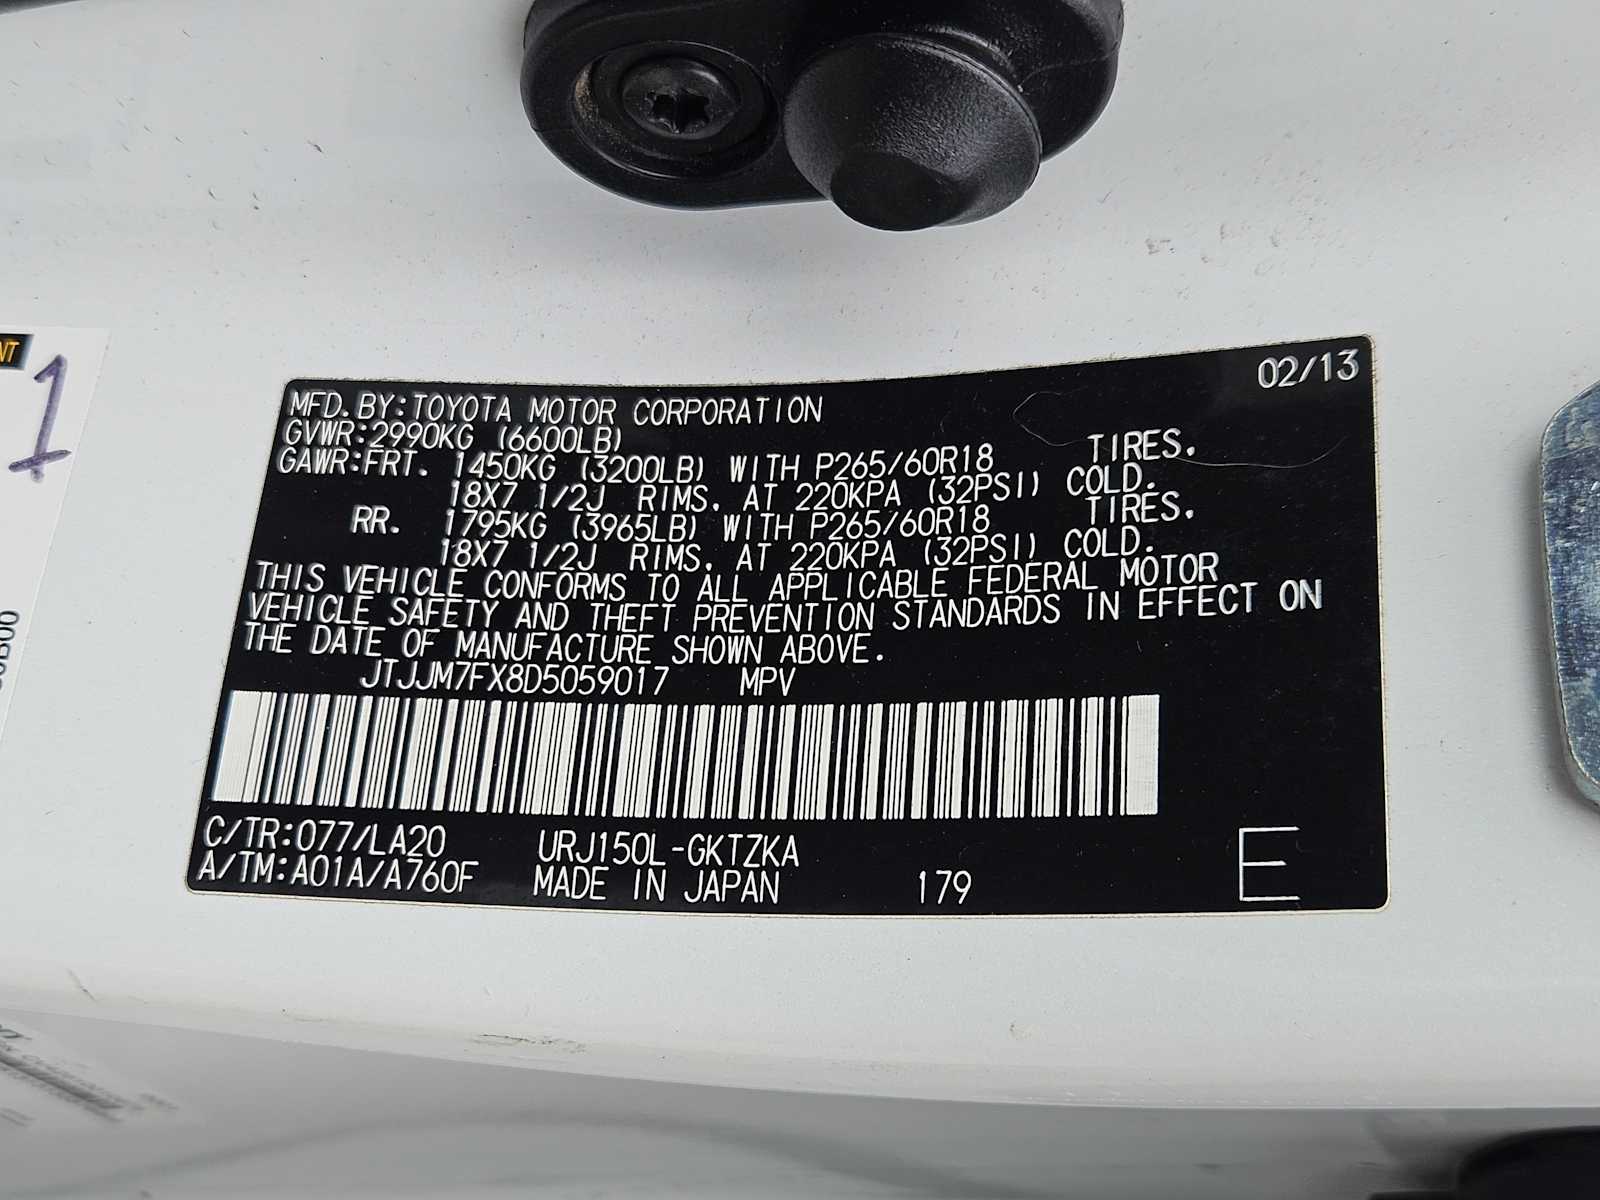 02/13
MFD. BY: TOYOTA MOTOR CORPORATION
GVWR: 2990KG (6600LB)
GAWR: FRT. 1450KG (3200LB) WITH P265/60R18 TIRES.
18X7 1/2J RIMS. AT 220KPA (32PSI) COLD.
RR. 1795KG (3965LB) WITH P265/60R18 TIRES.
18X7 1/2J RIMS. AT 220KPA (32PSI) COLD.
THIS VEHICLE CONFORMS TO ALL APPLICABLE FEDERAL MOTOR
VEHICLE SAFETY AND THEFT PREVENTION STANDARDS IN EFFECT ON
THE DATE OF MANUFACTURE SHOWN ABOVE.
JTJJM7FX8D5059017 MPV
C/TR: 077/LA20 URJ150L-GKTZKA
A/TM: A01A/A760F MADE IN JAPAN 179 E
NT
1